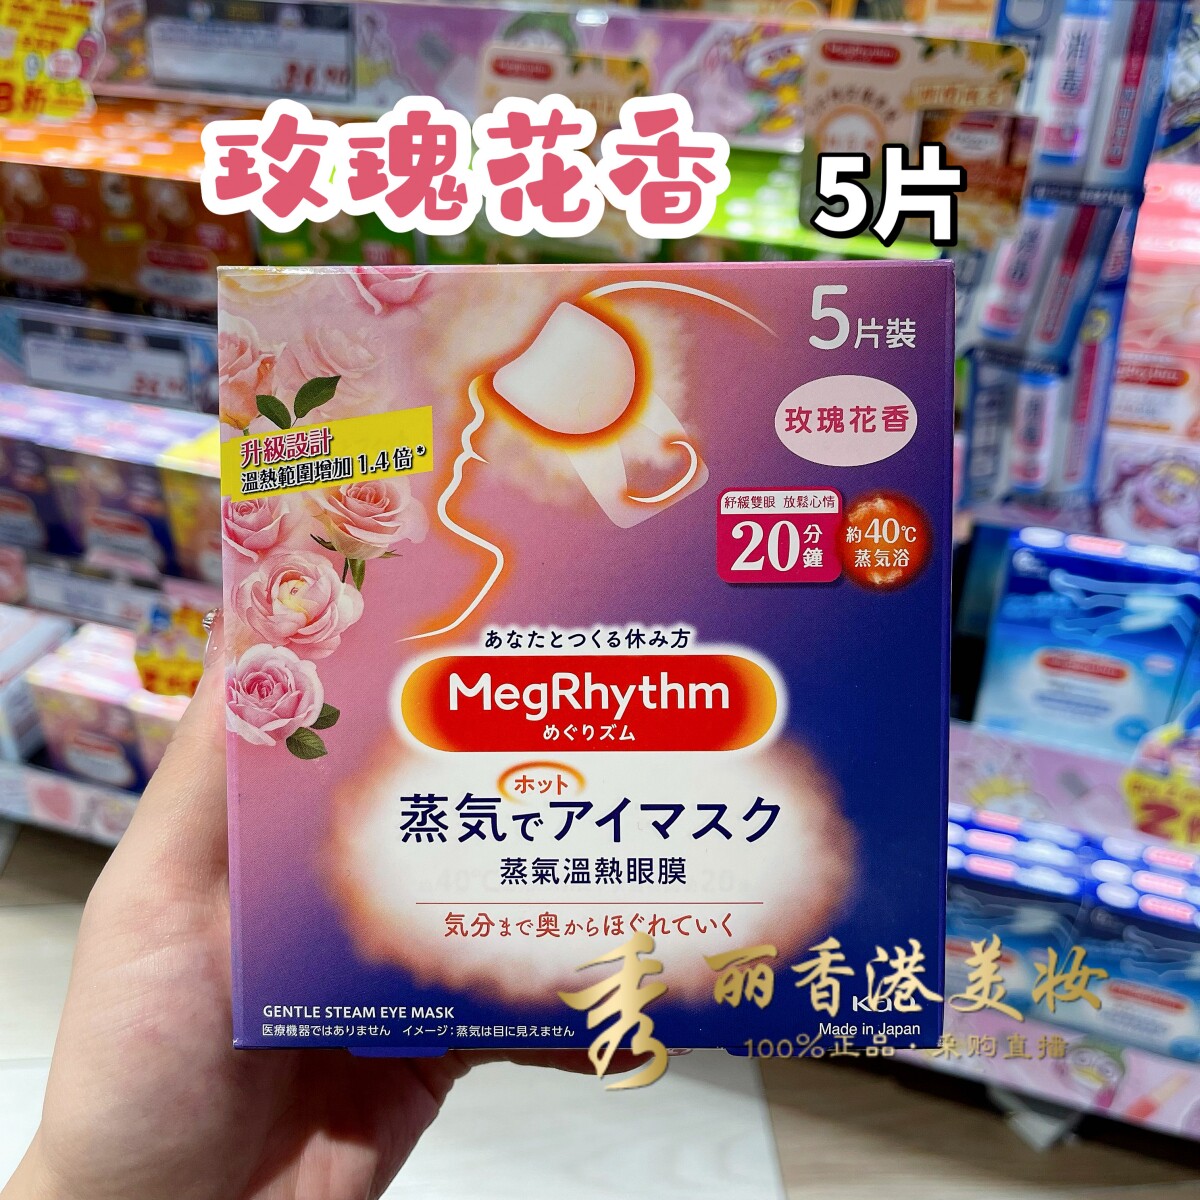 玫瑰花香
5片
5片裝
玫瑰花香
升級設計
溫熱範圍增加1.4倍*
紓緩雙眼 放鬆心情
20分鐘
約40℃
蒸気浴
あなたとつくる休み方
MegRhythm
めぐりズム
ホット
蒸気でアイマスク
蒸氣溫熱眼膜
気分まで奥からほぐれていく
秀丽香港美妆
100%正品·采购直播
Kao
GENTLE STEAM EYE MASK
医療機器ではありません イメージ:蒸気は目に見えません
Made in Japan